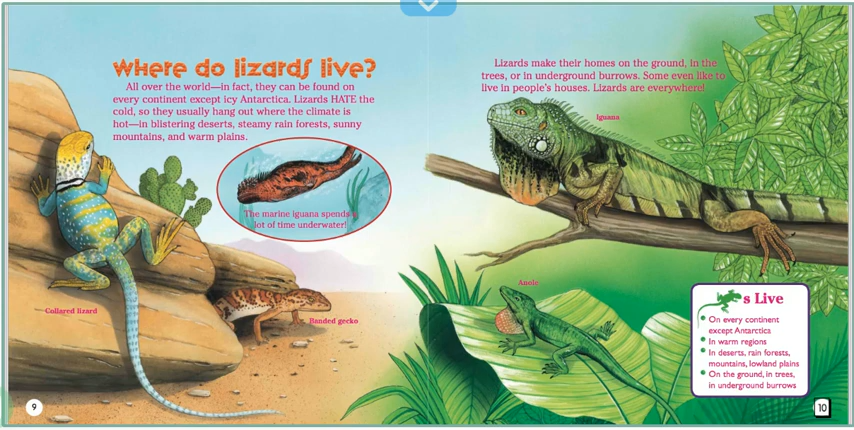 Where do lizards live?
All over the world—in fact, they can be found on
every continent except icy Antarctica. Lizards HATE the
cold, so they usually hang out where the climate is
hot—in blistering deserts, steamy rain forests, sunny
mountains, and warm plains.
The marine iguana spends a
lot of time underwater!
Collared lizard
Banded gecko
9
Lizards make their homes on the ground, in the
trees, or in underground burrows. Some even like to
live in people's houses. Lizards are everywhere!
Iguana
Anole
s Live
On every continent
except Antarctica
In warm regions
In deserts, rain forests,
mountains, lowland plains
On the ground, in trees,
in underground burrows
10